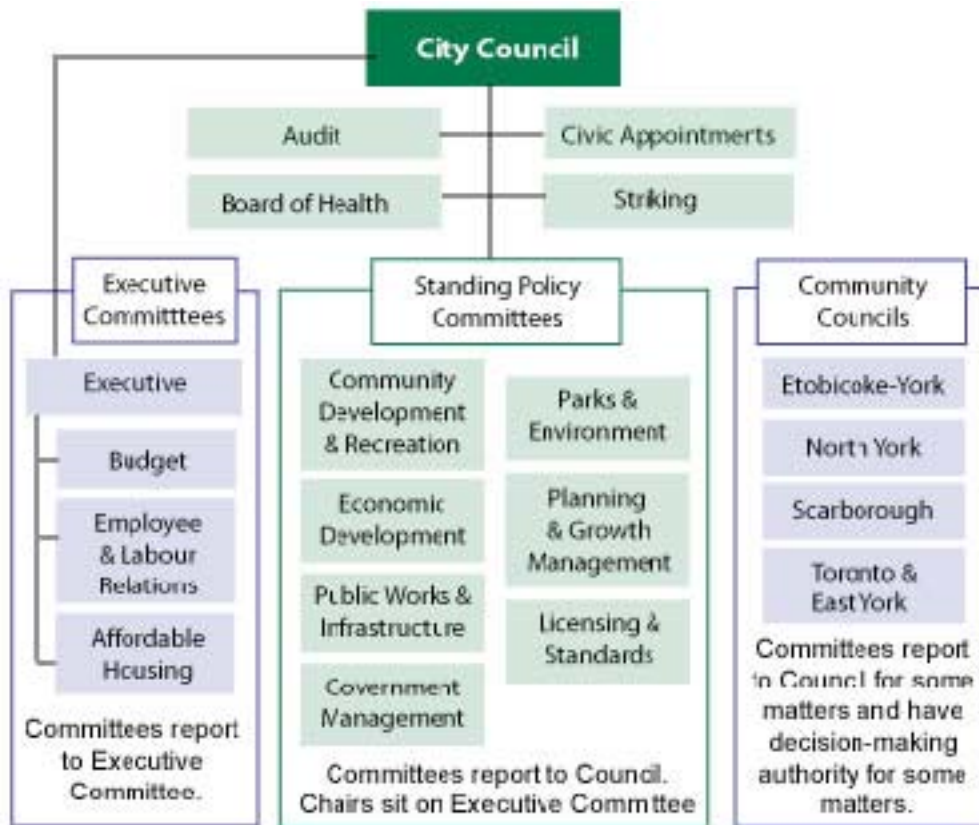 City Council
Audit
Civic Appointments
Board of Health
Striking
Executive
Committtees
Executive
Budget
Employee
& Labour
Relations
Affordable
Housing
Committees report
to Executive
Committee.
Standing Policy
Committees
Community
Development
& Recreation
Economic
Development
Public Works &
Infrastructure
Government
Management
Parks &
Environment
Planning
& Growth
Management
Licensing &
Standards
Committees report to Council.
Chairs sit on Executive Committee
Community
Councils
Etobicoke-York
North York
Scarborough
Toronto &
East York
Committees report
to Council for some
matters and have
decision-making
authority for some
matters.